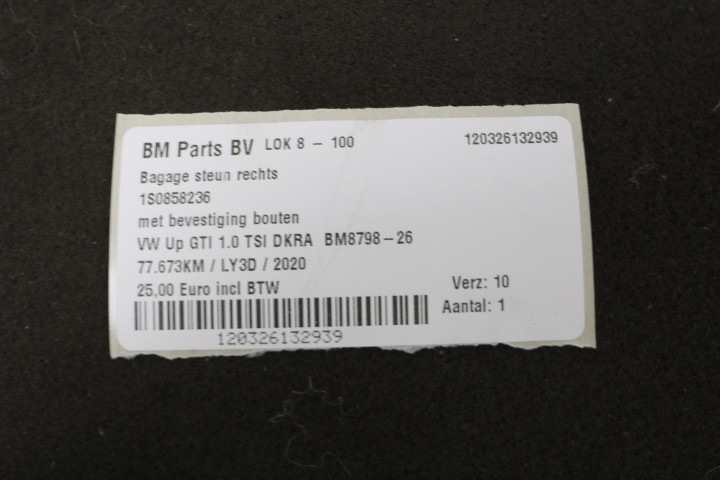 BM Parts BV LOK 8 - 100 120326132939
Bagage steun rechts
1S0858236
met bevestiging bouten
VW Up GTI 1.0 TSI DKRA BM8798-26
77.673KM / LY3D / 2020
25,00 Euro incl BTW Verz: 10
Aantal: 1
120326132939